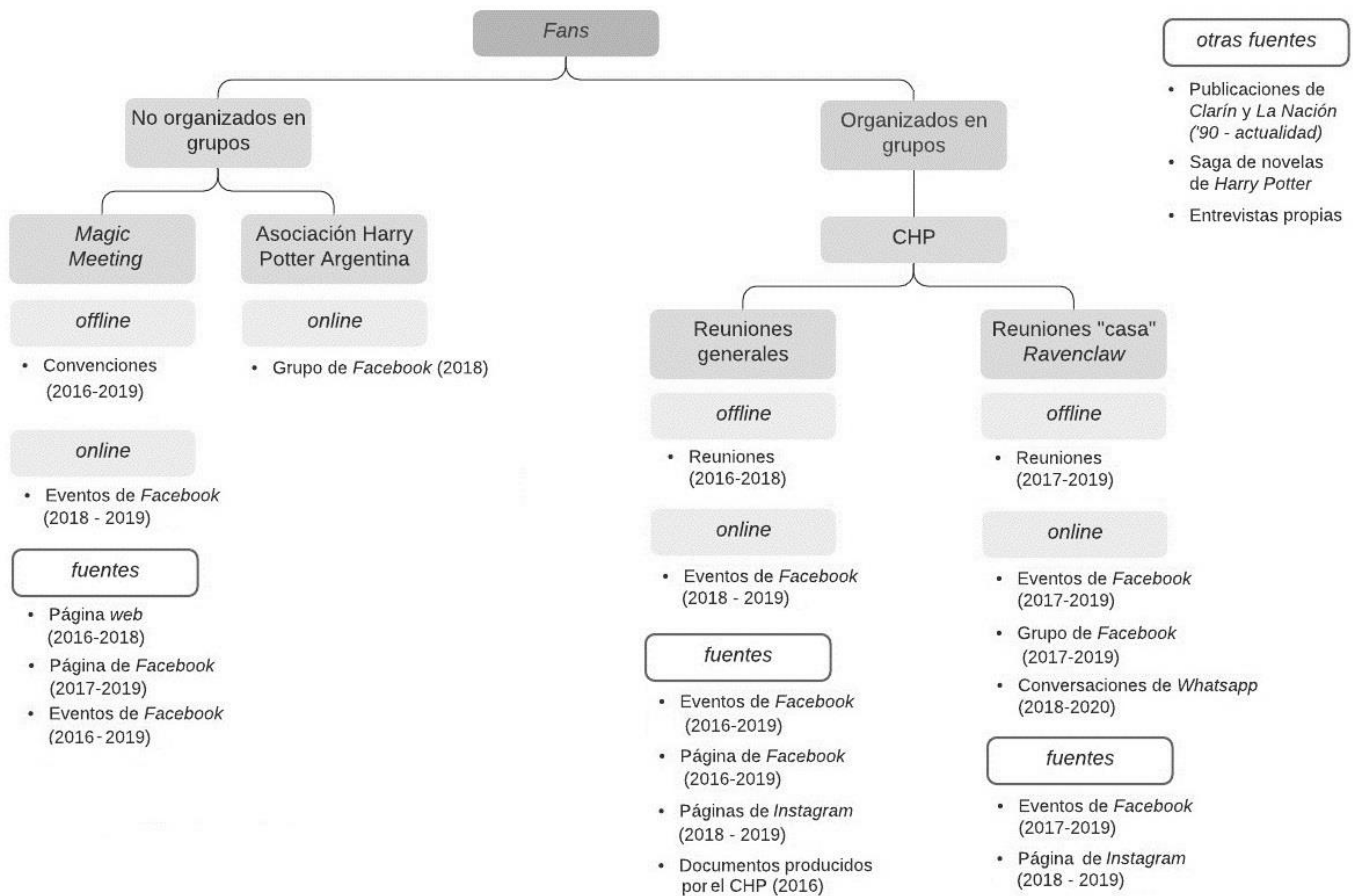 Fans
No organizados en
grupos
Magic
Meeting
offline
• Convenciones
(2016-2019)
online
• Eventos de Facebook
(2018 - 2019)
fuentes
• Página web
(2016-2018)
• Página de Facebook
(2017-2019)
• Eventos de Facebook
(2016-2019)
Asociación Harry
Potter Argentina
online
• Grupo de Facebook (2018)
Organizados en
grupos
CHP
Reuniones
generales
offline
• Reuniones
(2016-2018)
online
• Eventos de Facebook
(2018 - 2019)
fuentes
• Eventos de Facebook
(2016-2019)
• Página de Facebook
(2016-2019)
• Páginas de Instagram
(2018 - 2019)
• Documentos producidos
por el CHP (2016)
Reuniones "casa"
Ravenclaw
offline
• Reuniones
(2017-2019)
online
• Eventos de Facebook
(2017-2019)
• Grupo de Facebook
(2017-2019)
• Conversaciones de Whatsapp
(2018-2020)
fuentes
• Eventos de Facebook
(2017-2019)
• Página de Instagram
(2018 - 2019)
otras fuentes
• Publicaciones de
Clarín y La Nación
('90 - actualidad)
• Saga de novelas
de Harry Potter
• Entrevistas propias